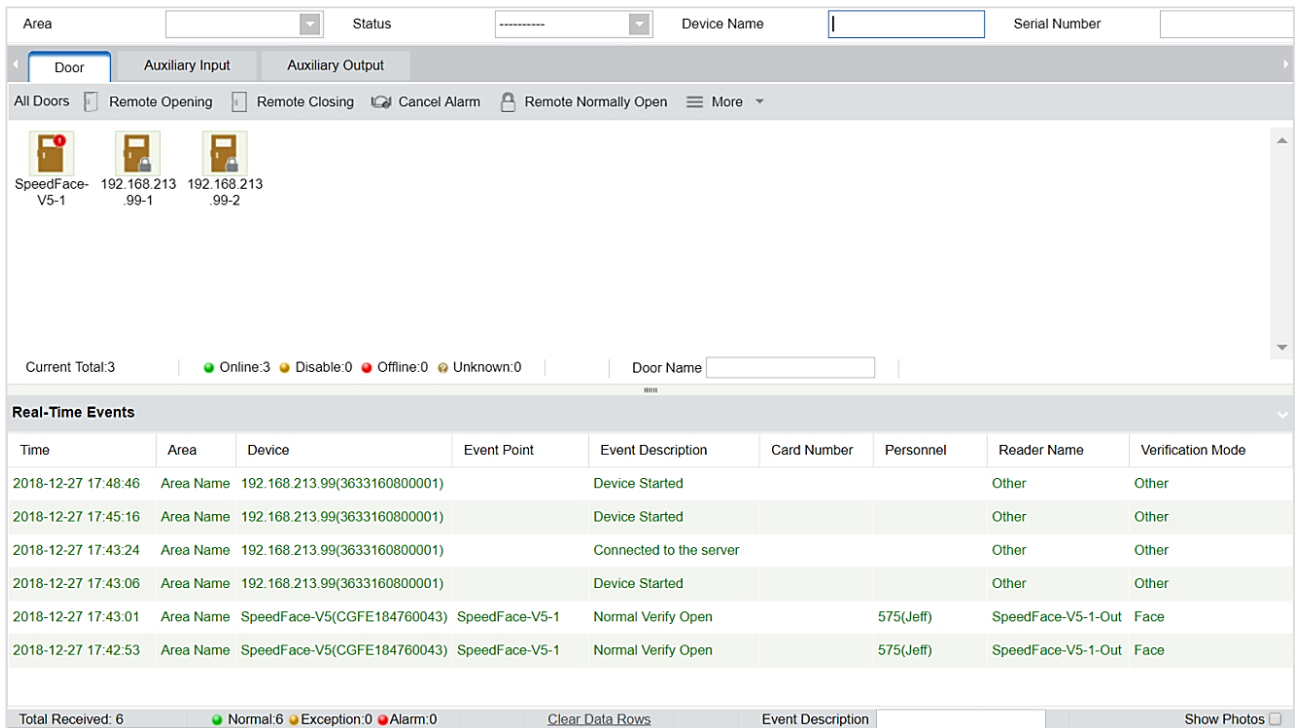 Area Status ---------- Device Name Serial Number
Door Auxiliary Input Auxiliary Output
All Doors Remote Opening Remote Closing Cancel Alarm Remote Normally Open More
SpeedFace-V5-1 192.168.213.99-1 192.168.213.99-2
Current Total:3 Online:3 Disable:0 Offline:0 Unknown:0 Door Name
Real-Time Events
Time Area Device Event Point Event Description Card Number Personnel Reader Name Verification Mode
2018-12-27 17:48:46 Area Name 192.168.213.99(3633160800001) Device Started Other Other
2018-12-27 17:45:16 Area Name 192.168.213.99(3633160800001) Device Started Other Other
2018-12-27 17:43:24 Area Name 192.168.213.99(3633160800001) Connected to the server Other Other
2018-12-27 17:43:06 Area Name 192.168.213.99(3633160800001) Device Started Other Other
2018-12-27 17:43:01 Area Name SpeedFace-V5(CGFE184760043) SpeedFace-V5-1 Normal Verify Open 575(Jeff) SpeedFace-V5-1-Out Face
2018-12-27 17:42:53 Area Name SpeedFace-V5(CGFE184760043) SpeedFace-V5-1 Normal Verify Open 575(Jeff) SpeedFace-V5-1-Out Face
Total Received: 6 Normal:6 Exception:0 Alarm:0 Clear Data Rows Event Description Show Photos